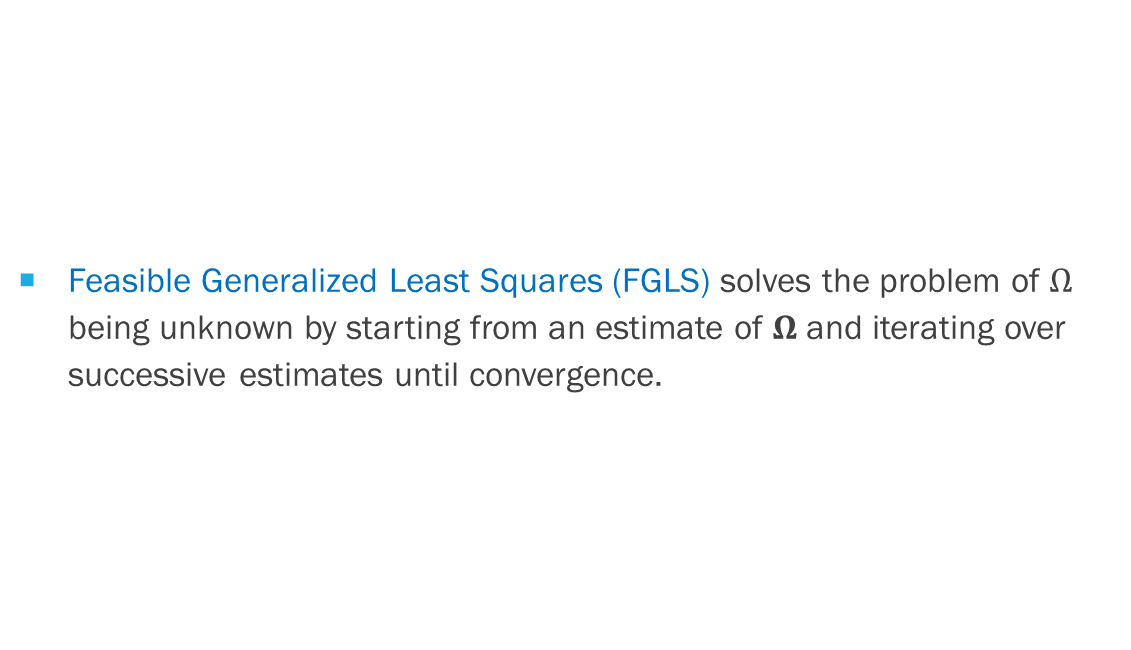 Feasible Generalized Least Squares (FGLS) solves the problem of Ω
being unknown by starting from an estimate of Ω and iterating over
successive estimates until convergence.